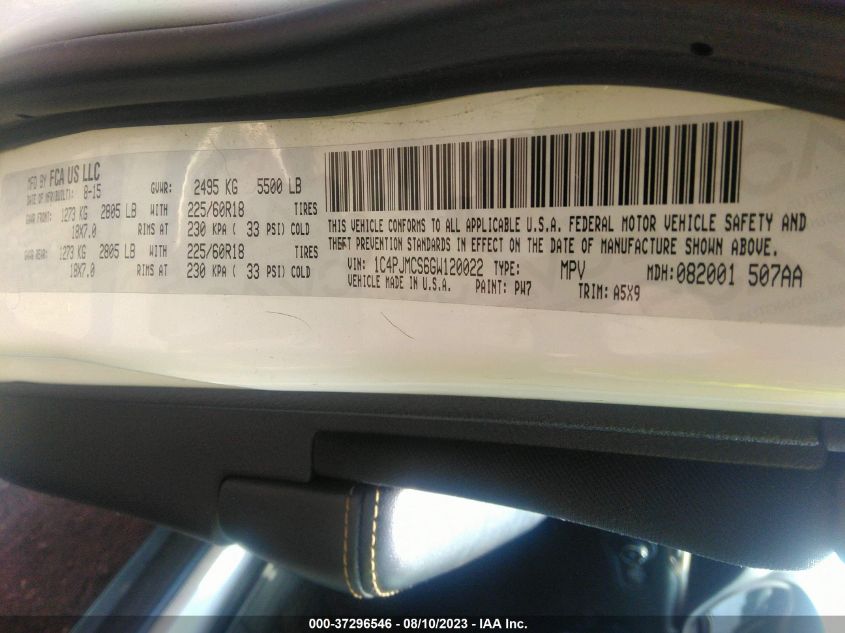 MFD BY FCA US LLC
DATE OF MFR(BUILT): 8-15 GVWR: 2495 KG 5500 LB
GAWR FRONT: 1273 KG 2805 LB WITH 225/60R18 TIRES
18X7.0 RIMS AT 230 KPA ( 33 PSI) COLD
GAWR REAR: 1273 KG 2805 LB WITH 225/60R18 TIRES
18X7.0 RIMS AT 230 KPA ( 33 PSI) COLD
THIS VEHICLE CONFORMS TO ALL APPLICABLE U.S.A. FEDERAL MOTOR VEHICLE SAFETY AND
THEFT PREVENTION STANDARDS IN EFFECT ON THE DATE OF MANUFACTURE SHOWN ABOVE.
VIN: 1C4PJMCS6GW120022 TYPE: MPV MDH:082001 507AA
VEHICLE MADE IN U.S.A. PAINT: PW7 TRIM: A5X9
000-37296546 - 08/10/2023 - IAA Inc.